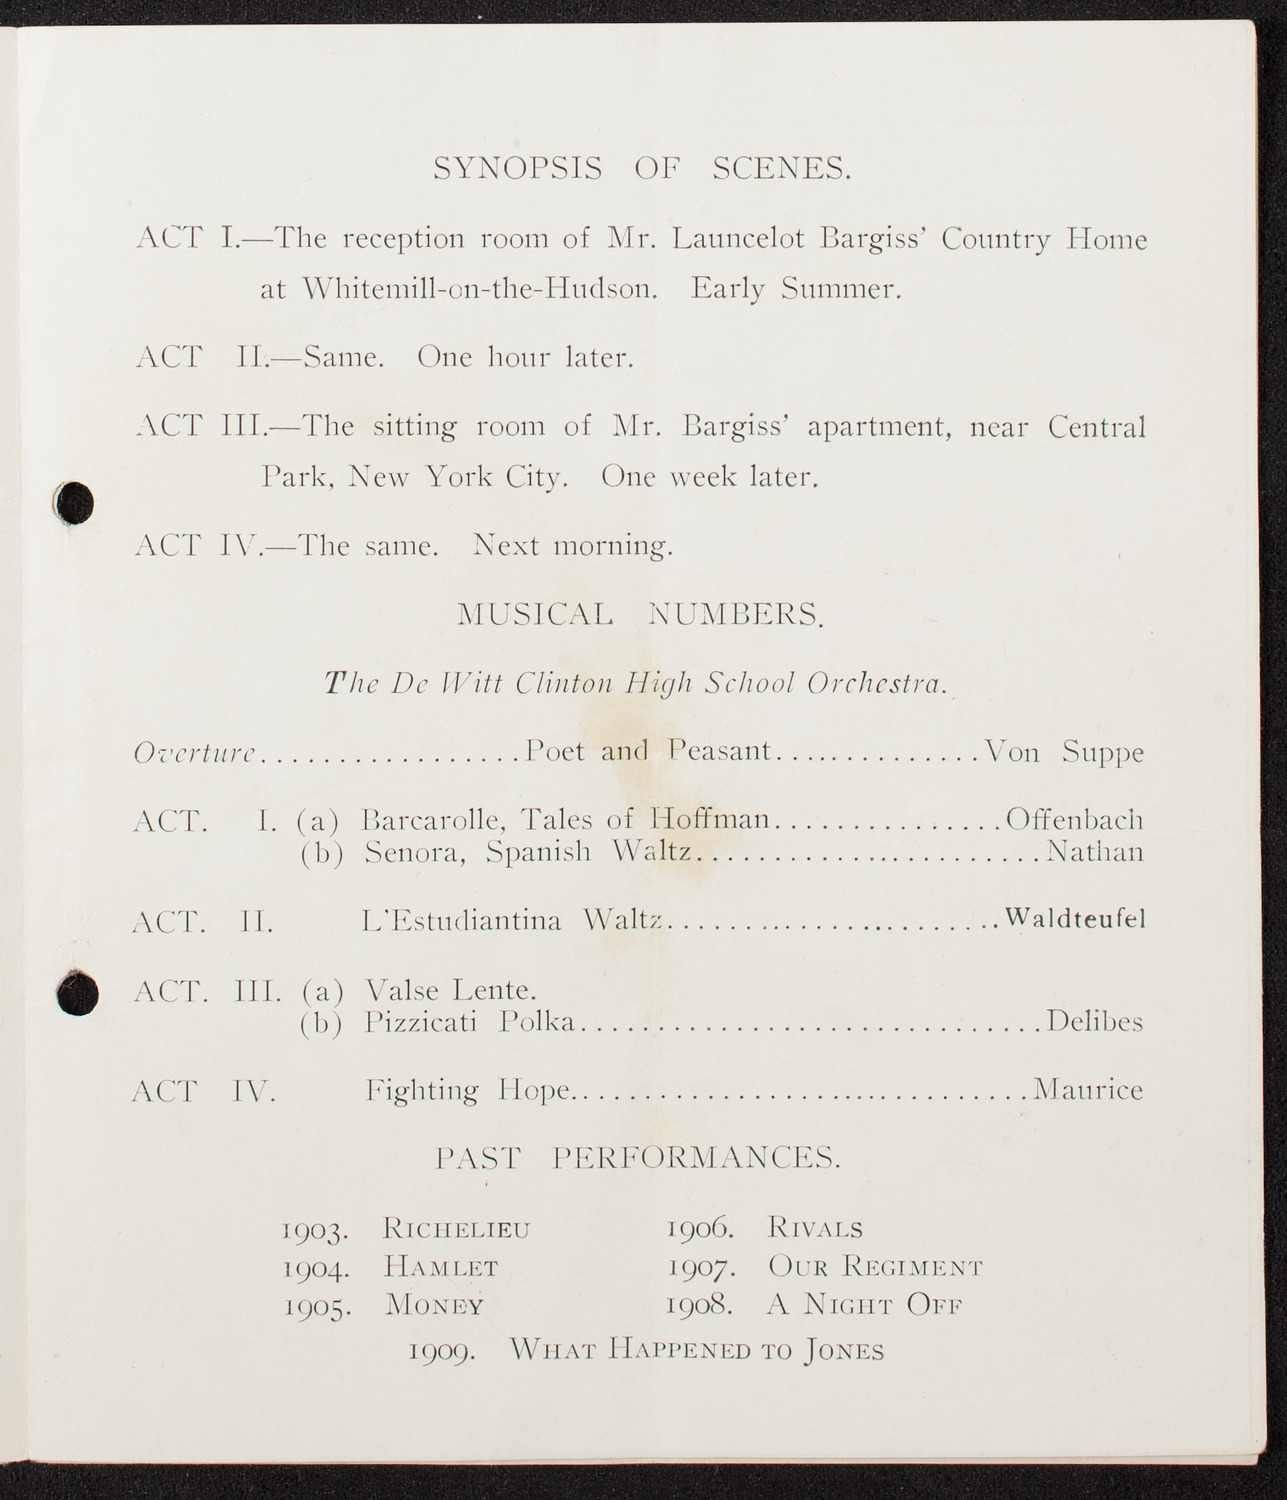 SYNOPSIS OF SCENES.
ACT I.—The reception room of Mr. Launcelot Bargiss' Country Home
at Whitemill-on-the-Hudson. Early Summer.
ACT II.—Same. One hour later.
ACT III.—The sitting room of Mr. Bargiss' apartment, near Central
Park, New York City. One week later.
ACT IV.—The same. Next morning.
MUSICAL NUMBERS.
The De Witt Clinton High School Orchestra.
Overture.................Poet and Peasant..............Von Suppe
ACT. I. (a) Barcarolle, Tales of Hoffman...............Offenbach
(b) Senora, Spanish Waltz.......................Nathan
ACT. II. L'Estudiantina Waltz......................Waldteufel
ACT. III. (a) Valse Lente.
(b) Pizzicati Polka..............................Delibes
ACT IV. Fighting Hope..............................Maurice
PAST PERFORMANCES.
1903. RICHELIEU 1906. RIVALS
1904. HAMLET 1907. OUR REGIMENT
1905. MONEY 1908. A NIGHT OFF
1909. WHAT HAPPENED TO JONES